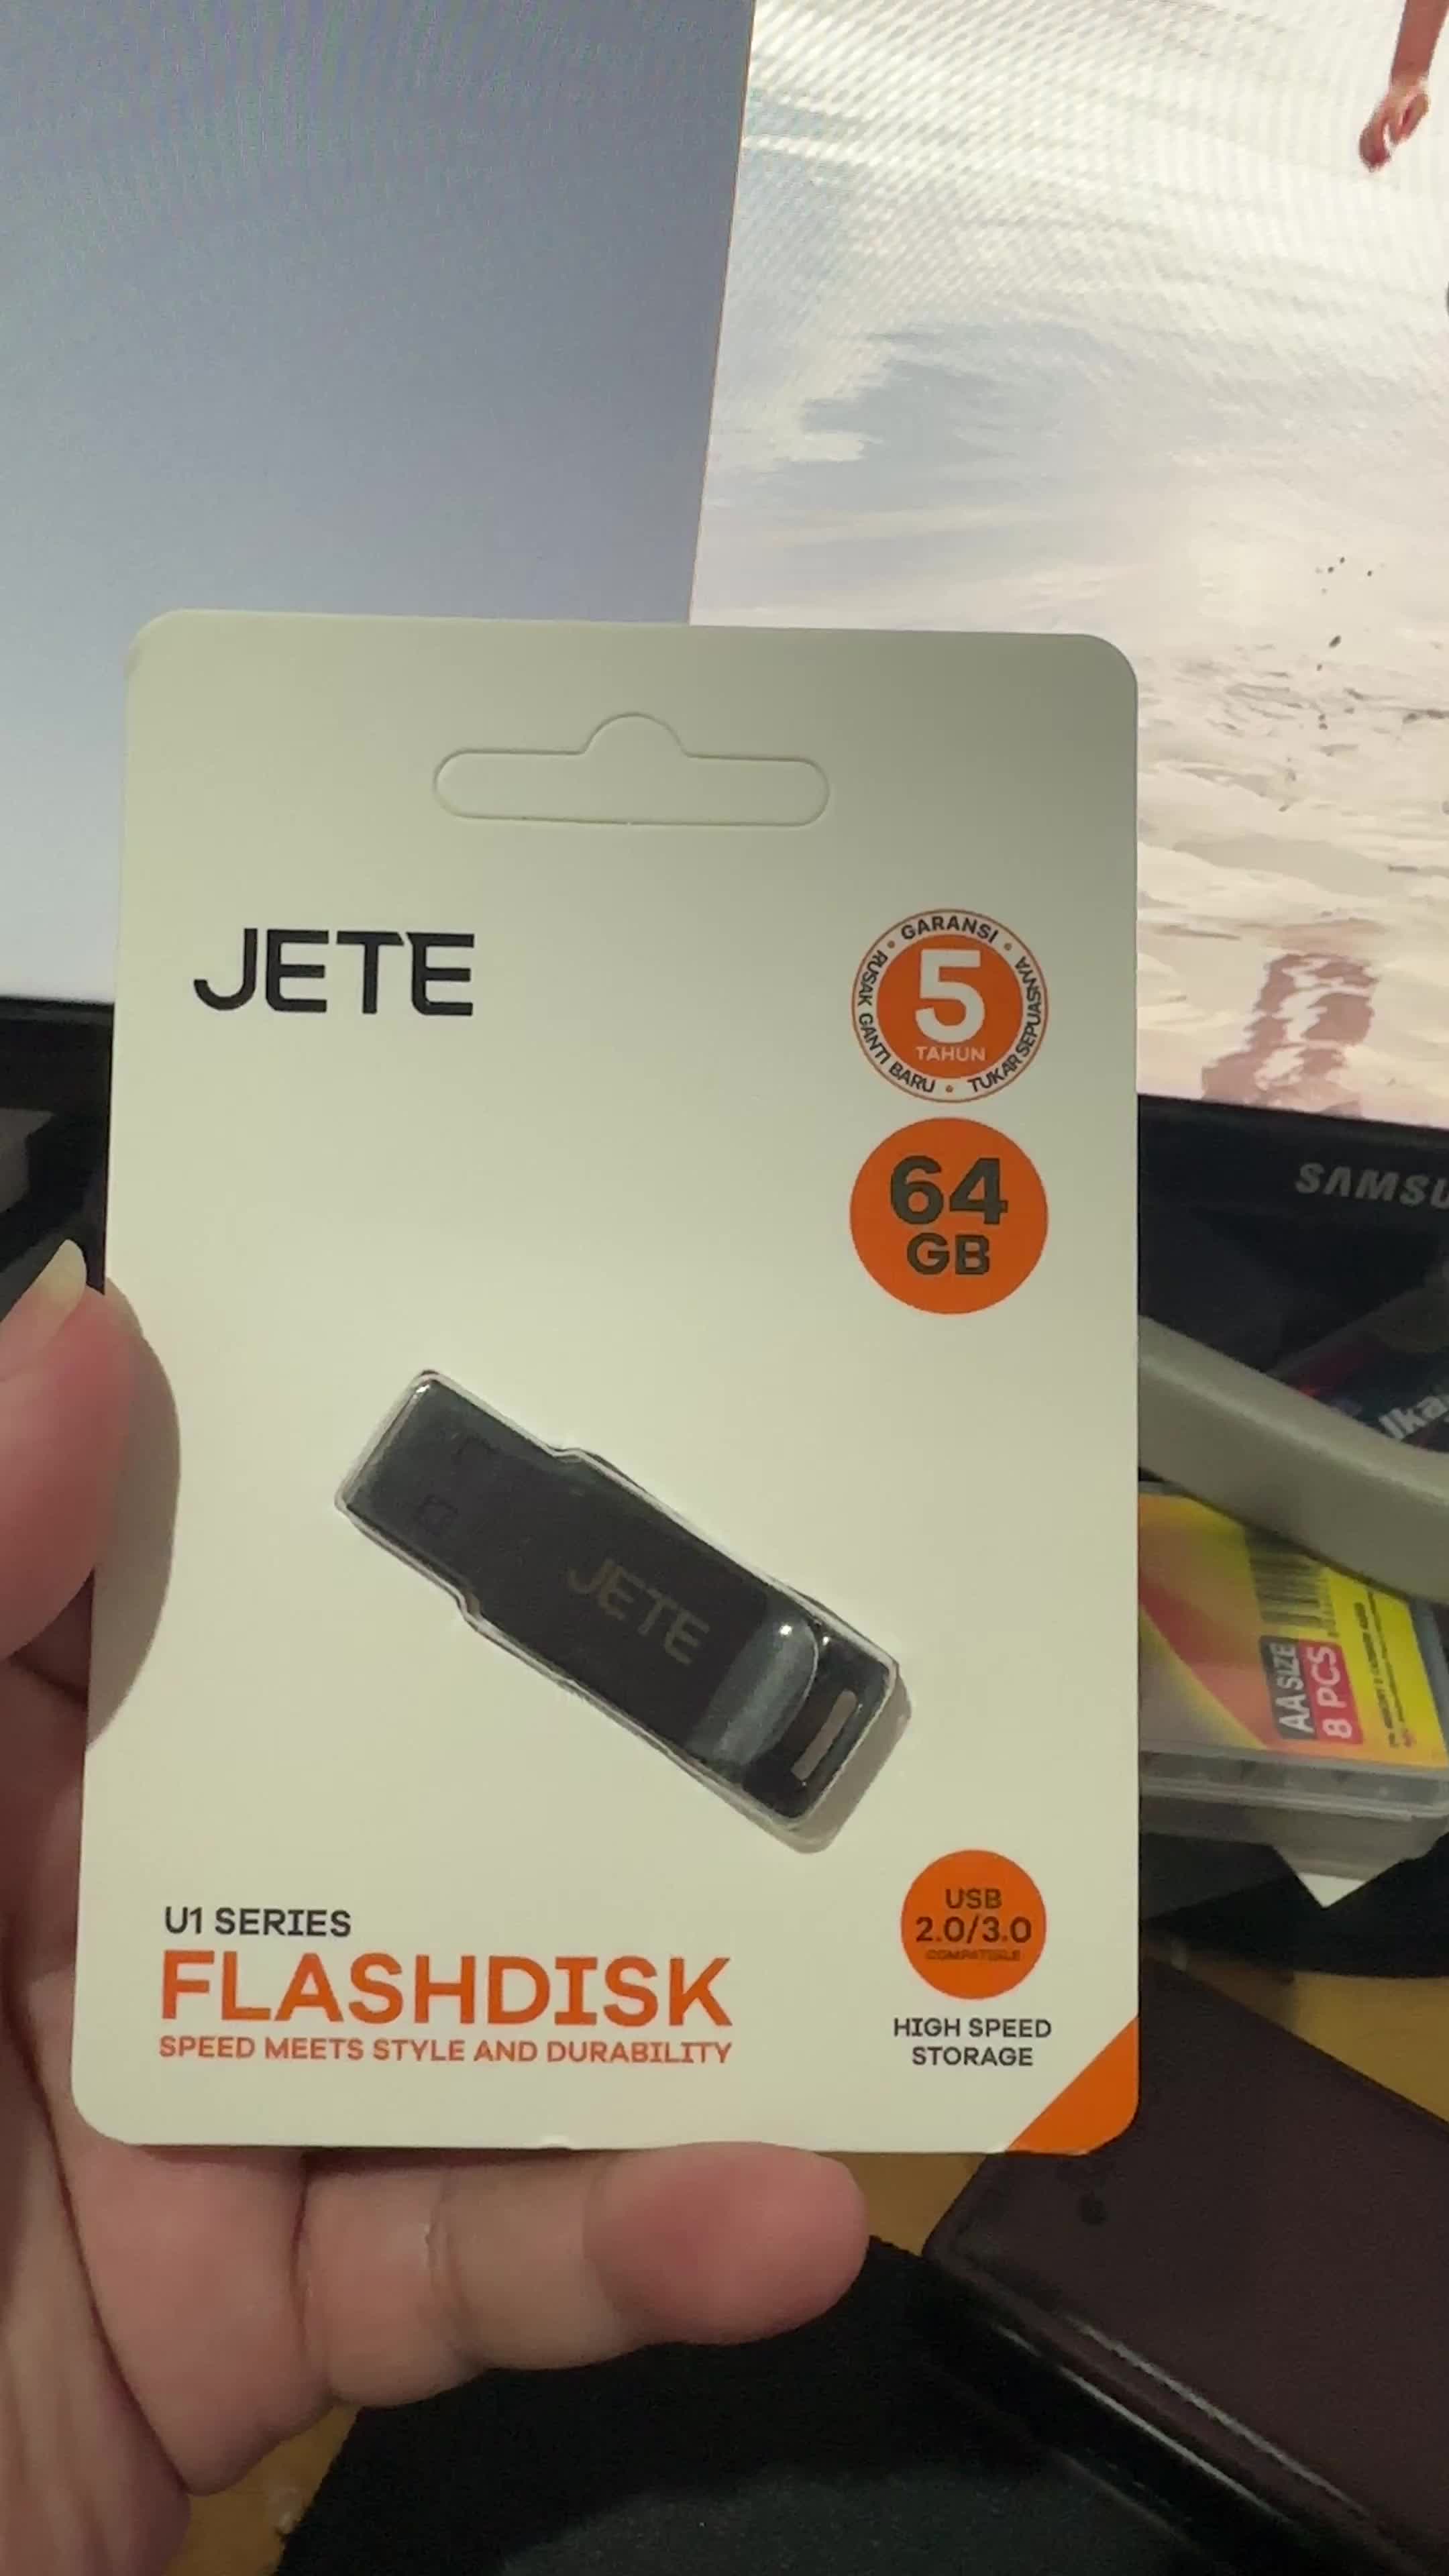 JETE
GARANSI
5
TAHUN
RUSAK GANTI BARU • TUKAR SEPUASNYA
64
GB
SAMSU
lka
JETE
AA SIZE
8 PCS
U1 SERIES
FLASHDISK
SPEED MEETS STYLE AND DURABILITY
USB
2.0/3.0
COMPATIBLE
HIGH SPEED
STORAGE